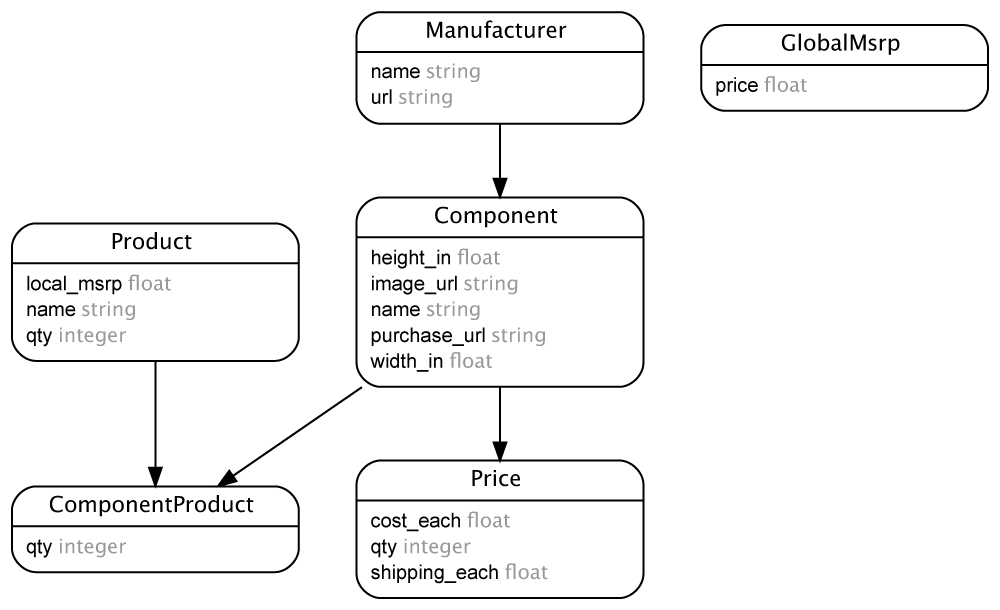 Manufacturer
name string
url string
GlobalMsrp
price float
Component
height_in float
image_url string
name string
purchase_url string
width_in float
Product
local_msrp float
name string
qty integer
ComponentProduct
qty integer
Price
cost_each float
qty integer
shipping_each float